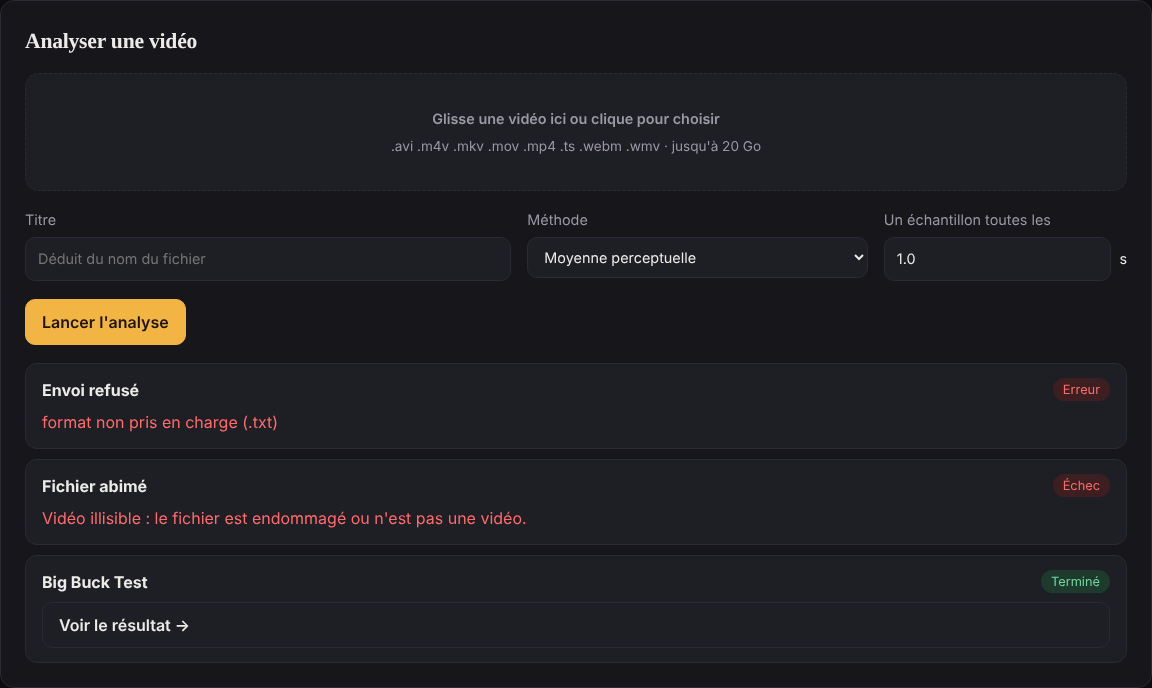 Analyser une vidéo
Glisse une vidéo ici ou clique pour choisir
.avi .m4v .mkv .mov .mp4 .ts .webm .wmv · jusqu'à 20 Go
Titre
Méthode
Un échantillon toutes les
Déduit du nom du fichier
Moyenne perceptuelle
1.0
s
Lancer l'analyse
Envoi refusé
Erreur
format non pris en charge (.txt)
Fichier abimé
Échec
Vidéo illisible : le fichier est endommagé ou n'est pas une vidéo.
Big Buck Test
Terminé
Voir le résultat →